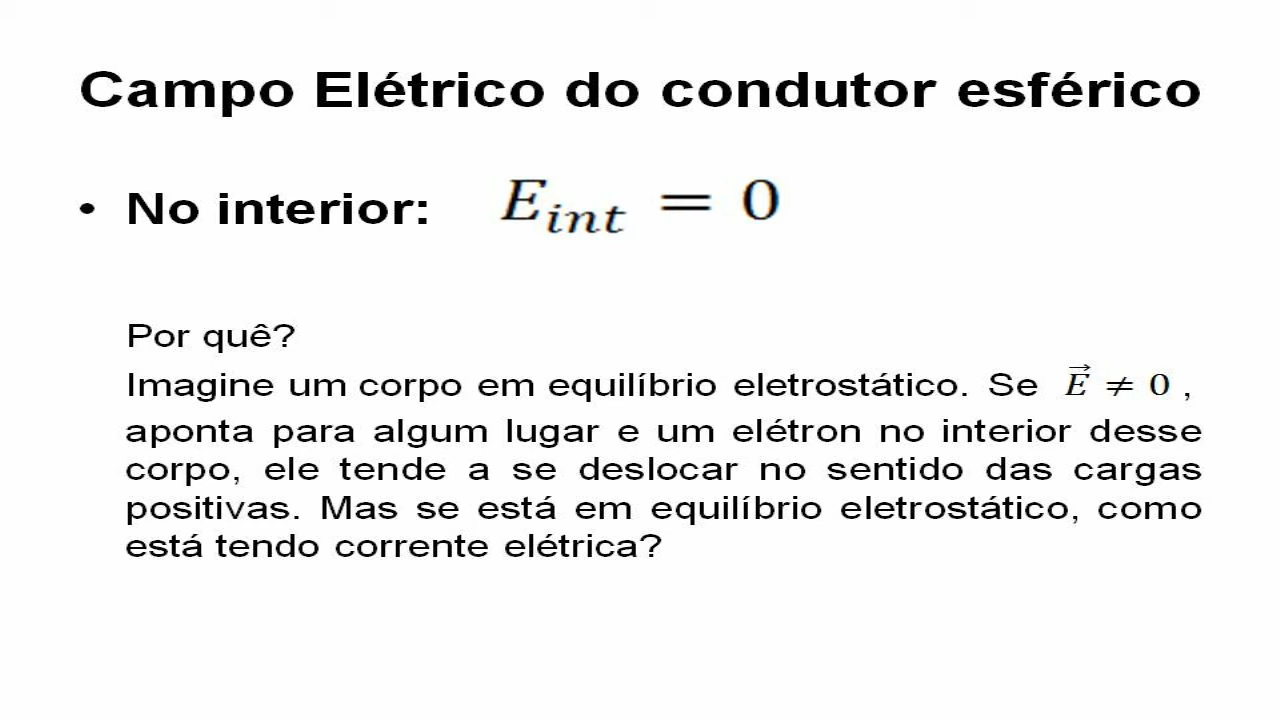 Campo Elétrico do condutor esférico
• No interior: E_int = 0
Por quê?
Imagine um corpo em equilíbrio eletrostático. Se E⃗ ≠ 0 ,
aponta para algum lugar e um elétron no interior desse
corpo, ele tende a se deslocar no sentido das cargas
positivas. Mas se está em equilíbrio eletrostático, como
está tendo corrente elétrica?